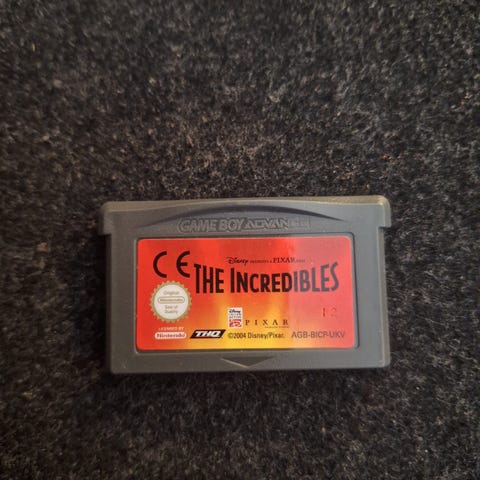 GAME BOY ADVANCE
Disney PRESENTS A PIXAR FILM
CE THE INCREDIBLES
Original
Nintendo
Seal of
Quality
LICENSED BY
Nintendo
THQ
PIXAR
12
©2004 Disney/Pixar.
AGB-BICP-UKV